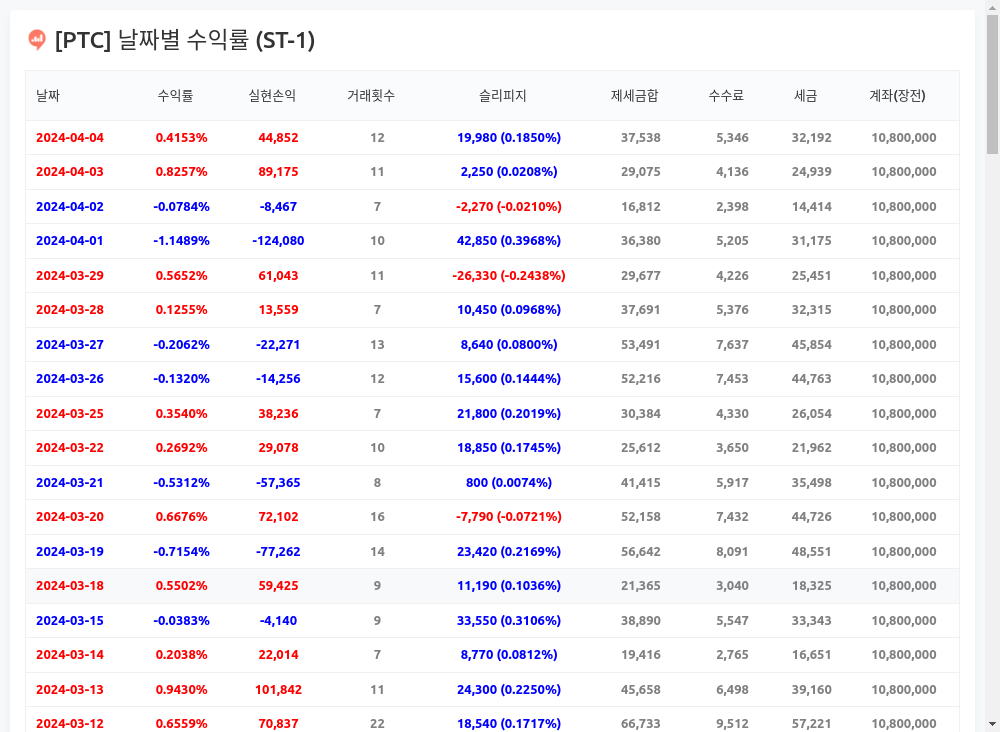 [PTC] 날짜별 수익률 (ST-1)
날짜 수익률 실현손익 거래횟수 슬리피지 제세금합 수수료 세금 계좌(장전)
2024-04-04 0.4153% 44,852 12 19,980 (0.1850%) 37,538 5,346 32,192 10,800,000
2024-04-03 0.8257% 89,175 11 2,250 (0.0208%) 29,075 4,136 24,939 10,800,000
2024-04-02 -0.0784% -8,467 7 -2,270 (-0.0210%) 16,812 2,398 14,414 10,800,000
2024-04-01 -1.1489% -124,080 10 42,850 (0.3968%) 36,380 5,205 31,175 10,800,000
2024-03-29 0.5652% 61,043 11 -26,330 (-0.2438%) 29,677 4,226 25,451 10,800,000
2024-03-28 0.1255% 13,559 7 10,450 (0.0968%) 37,691 5,376 32,315 10,800,000
2024-03-27 -0.2062% -22,271 13 8,640 (0.0800%) 53,491 7,637 45,854 10,800,000
2024-03-26 -0.1320% -14,256 12 15,600 (0.1444%) 52,216 7,453 44,763 10,800,000
2024-03-25 0.3540% 38,236 7 21,800 (0.2019%) 30,384 4,330 26,054 10,800,000
2024-03-22 0.2692% 29,078 10 18,850 (0.1745%) 25,612 3,650 21,962 10,800,000
2024-03-21 -0.5312% -57,365 8 800 (0.0074%) 41,415 5,917 35,498 10,800,000
2024-03-20 0.6676% 72,102 16 -7,790 (-0.0721%) 52,158 7,432 44,726 10,800,000
2024-03-19 -0.7154% -77,262 14 23,420 (0.2169%) 56,642 8,091 48,551 10,800,000
2024-03-18 0.5502% 59,425 9 11,190 (0.1036%) 21,365 3,040 18,325 10,800,000
2024-03-15 -0.0383% -4,140 9 33,550 (0.3106%) 38,890 5,547 33,343 10,800,000
2024-03-14 0.2038% 22,014 7 8,770 (0.0812%) 19,416 2,765 16,651 10,800,000
2024-03-13 0.9430% 101,842 11 24,300 (0.2250%) 45,658 6,498 39,160 10,800,000
2024-03-12 0.6559% 70,837 22 18,540 (0.1717%) 66,733 9,512 57,221 10,800,000